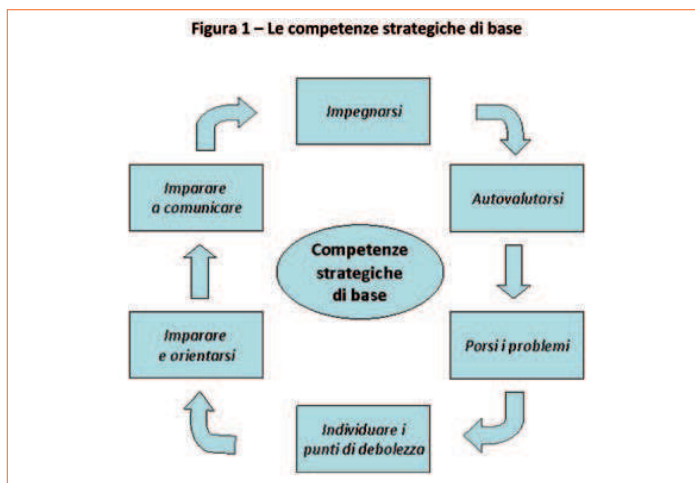 Figura 1 – Le competenze strategiche di base
Impegnarsi
Autovalutarsi
Porsi i problemi
Individuare i
punti di debolezza
Imparare
e orientarsi
Imparare
a comunicare
Competenze
strategiche
di base